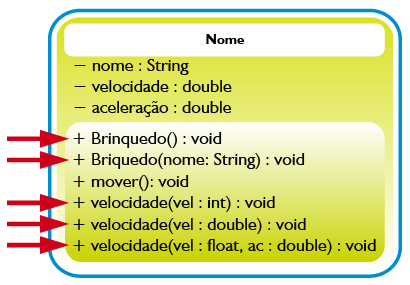 Nome
− nome : String
− velocidade : double
− aceleração : double
+ Brinquedo() : void
+ Briquedo(nome: String) : void
+ mover(): void
+ velocidade(vel : int) : void
+ velocidade(vel : double) : void
+ velocidade(vel : float, ac : double) : void